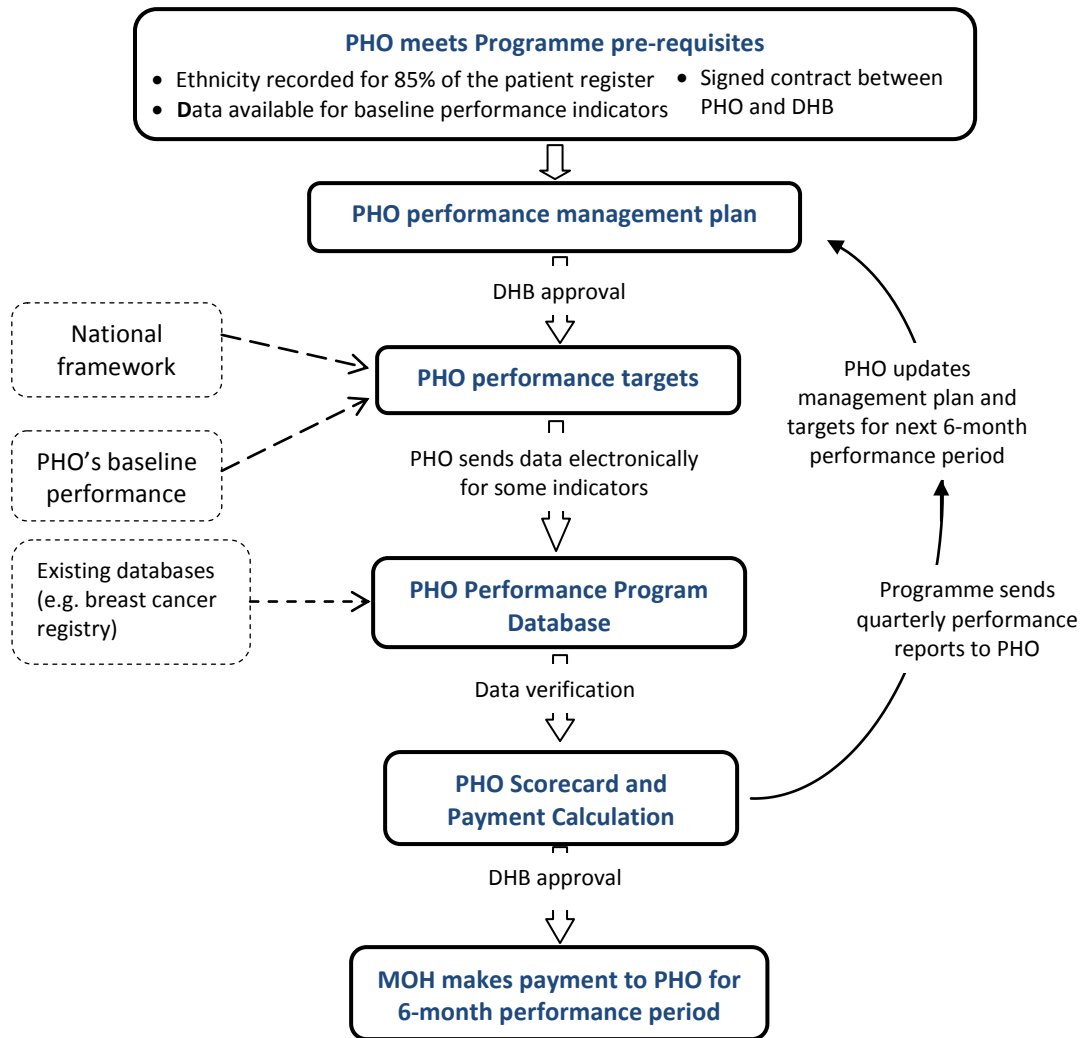 PHO meets Programme pre-requisites
• Ethnicity recorded for 85% of the patient register
• Data available for baseline performance indicators
• Signed contract between
PHO and DHB
PHO performance management plan
DHB approval
National
framework
PHO performance targets
PHO's baseline
performance
PHO sends data electronically
for some indicators
Existing databases
(e.g. breast cancer
registry)
PHO Performance Program
Database
Data verification
PHO Scorecard and
Payment Calculation
Programme sends
quarterly performance
reports to PHO
PHO updates
management plan and
targets for next 6-month
performance period
DHB approval
MOH makes payment to PHO for
6-month performance period